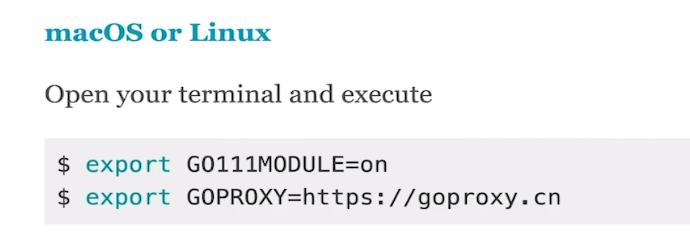 macOS or Linux
Open your terminal and execute
$ export GO111MODULE=on
$ export GOPROXY=https://goproxy.cn